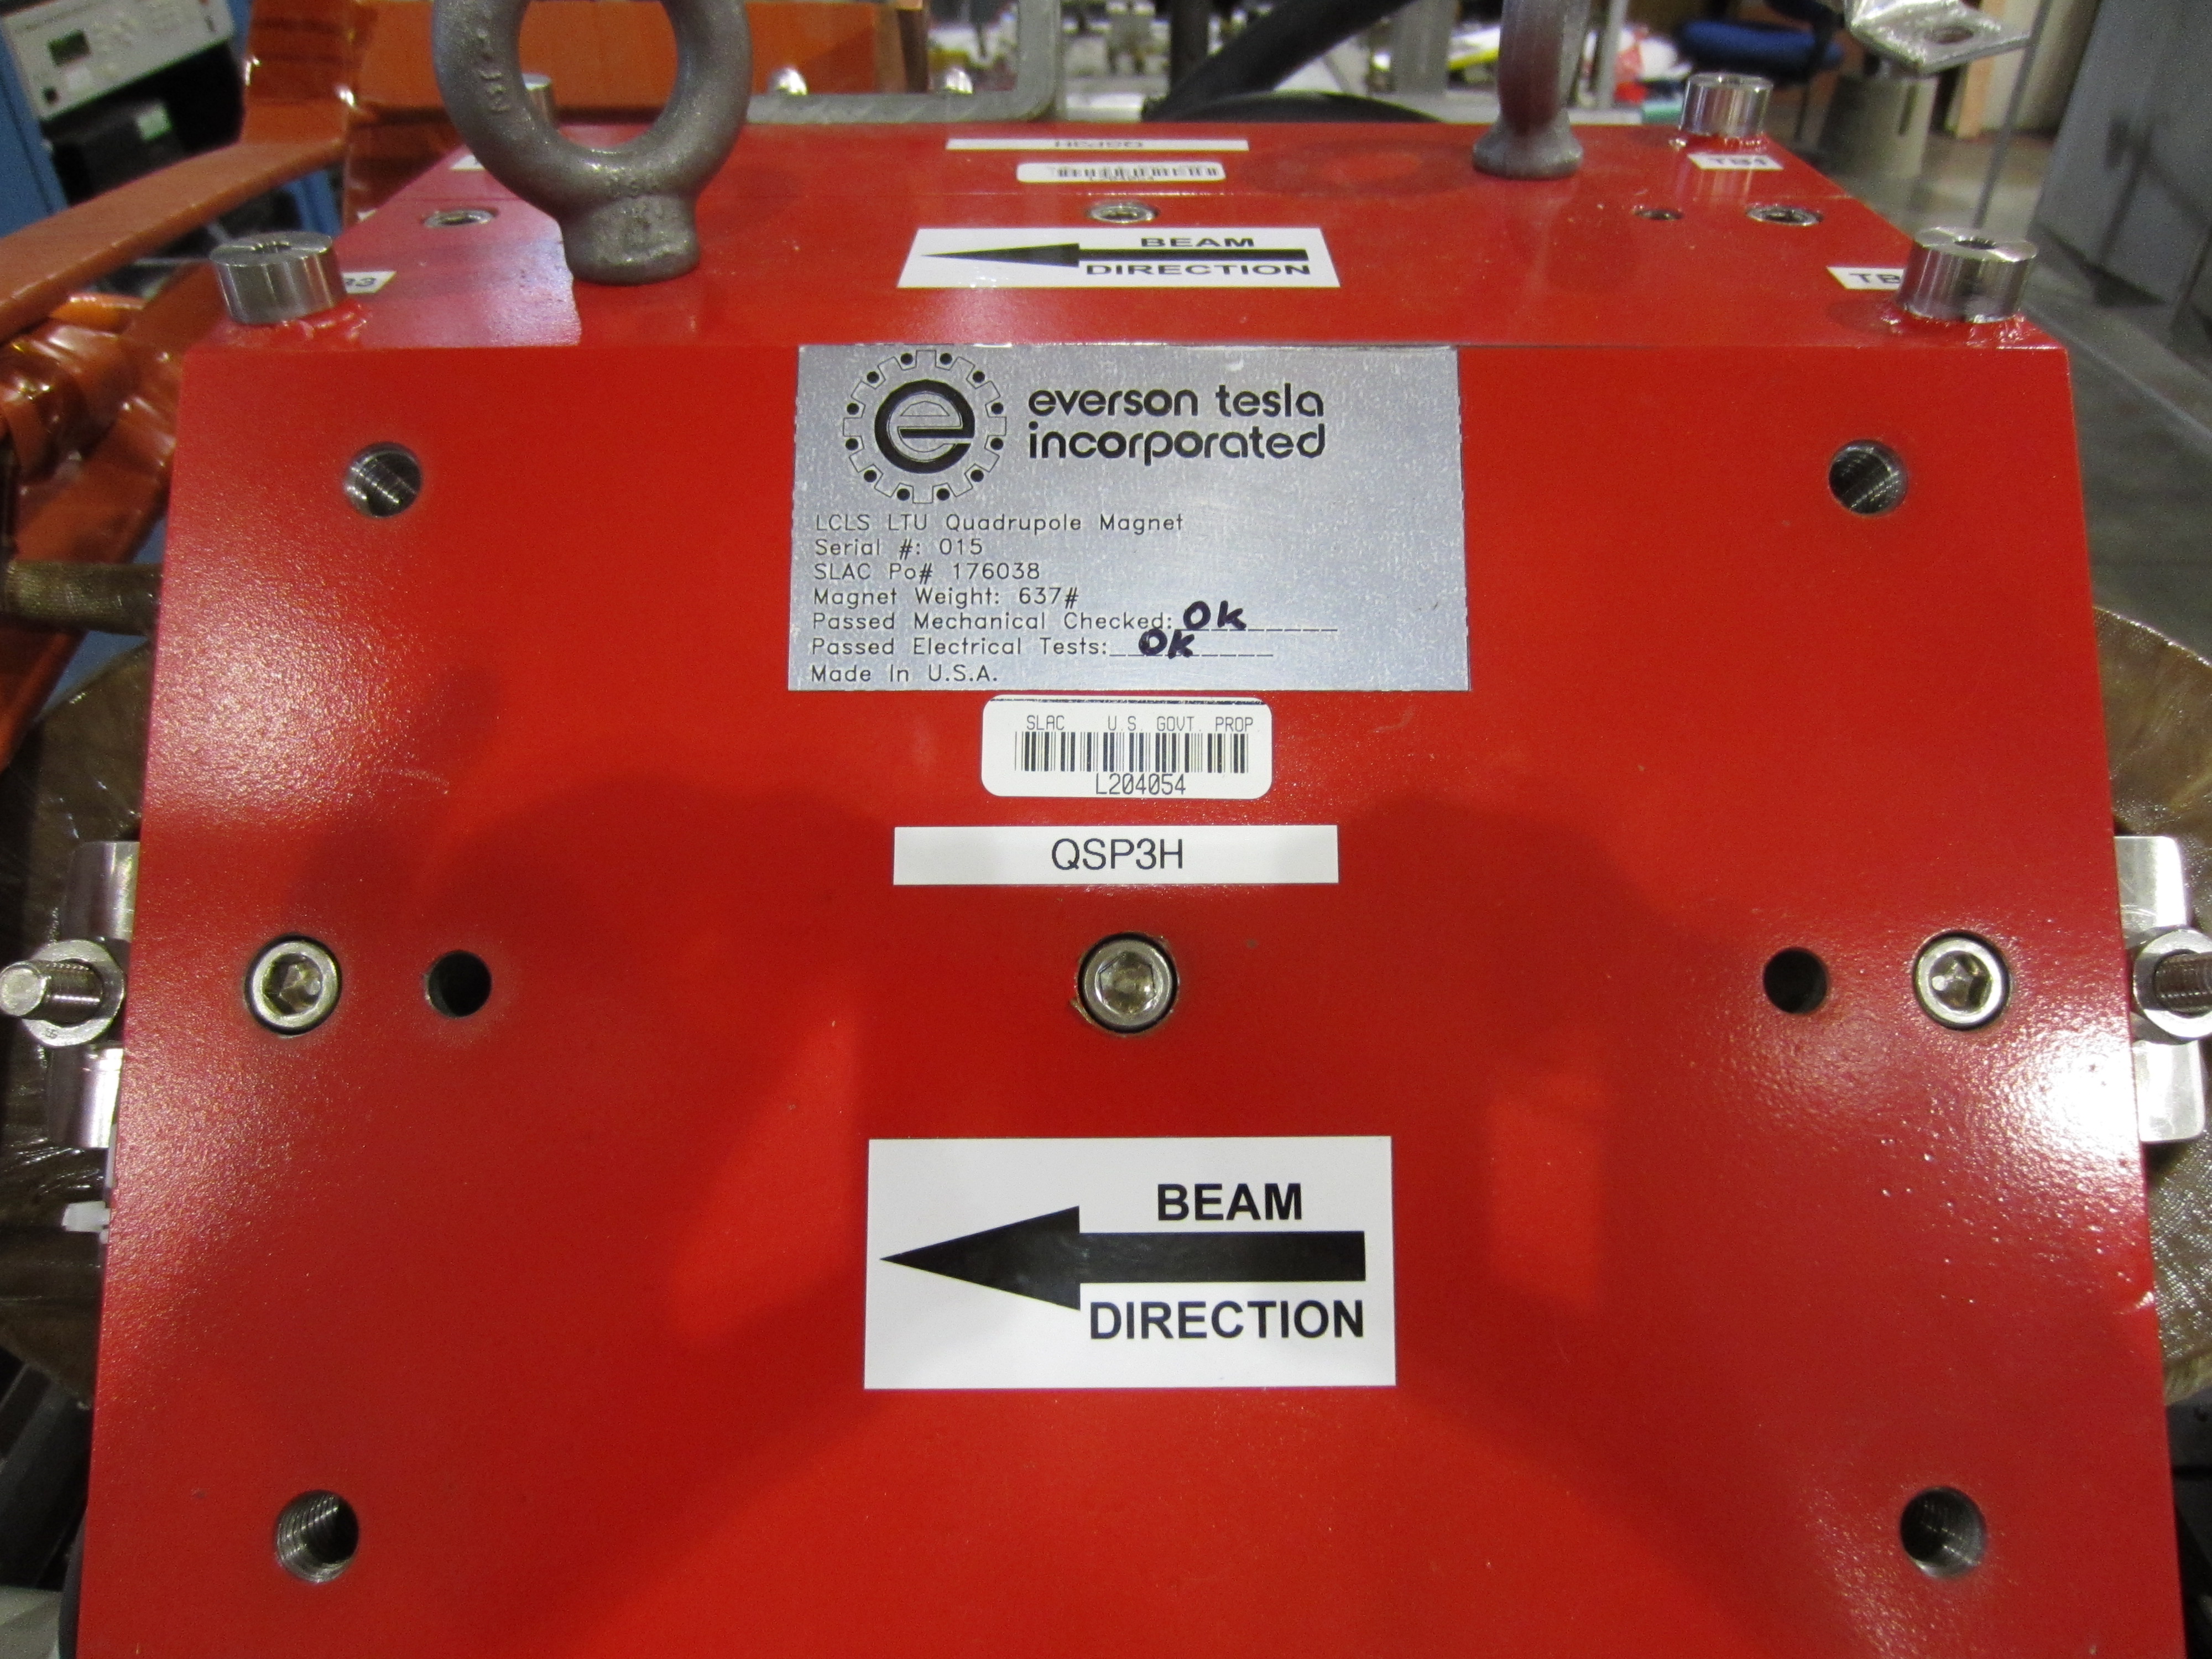 TB4
BEAM
DIRECTION
everson tesla
incorporated
LCLS LTU Quadrupole Magnet
Serial #: 015
SLAC Po# 176038
Magnet Weight: 637#
Passed Mechanical Checked: Ok
Passed Electrical Tests: Ok
Made In U.S.A.
SLAC U.S GOVT. PROP
L204054
QSP3H
BEAM
DIRECTION